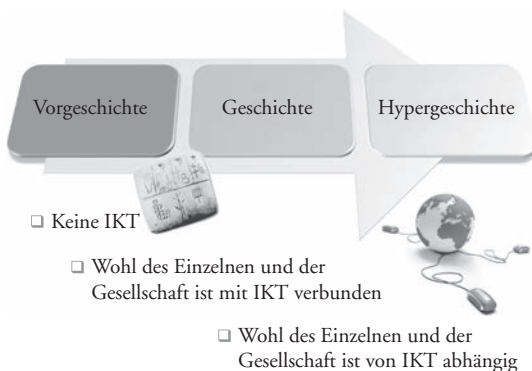 Vorgeschichte
Geschichte
Hypergeschichte
Keine IKT
Wohl des Einzelnen und der
Gesellschaft ist mit IKT verbunden
Wohl des Einzelnen und der
Gesellschaft ist von IKT abhängig